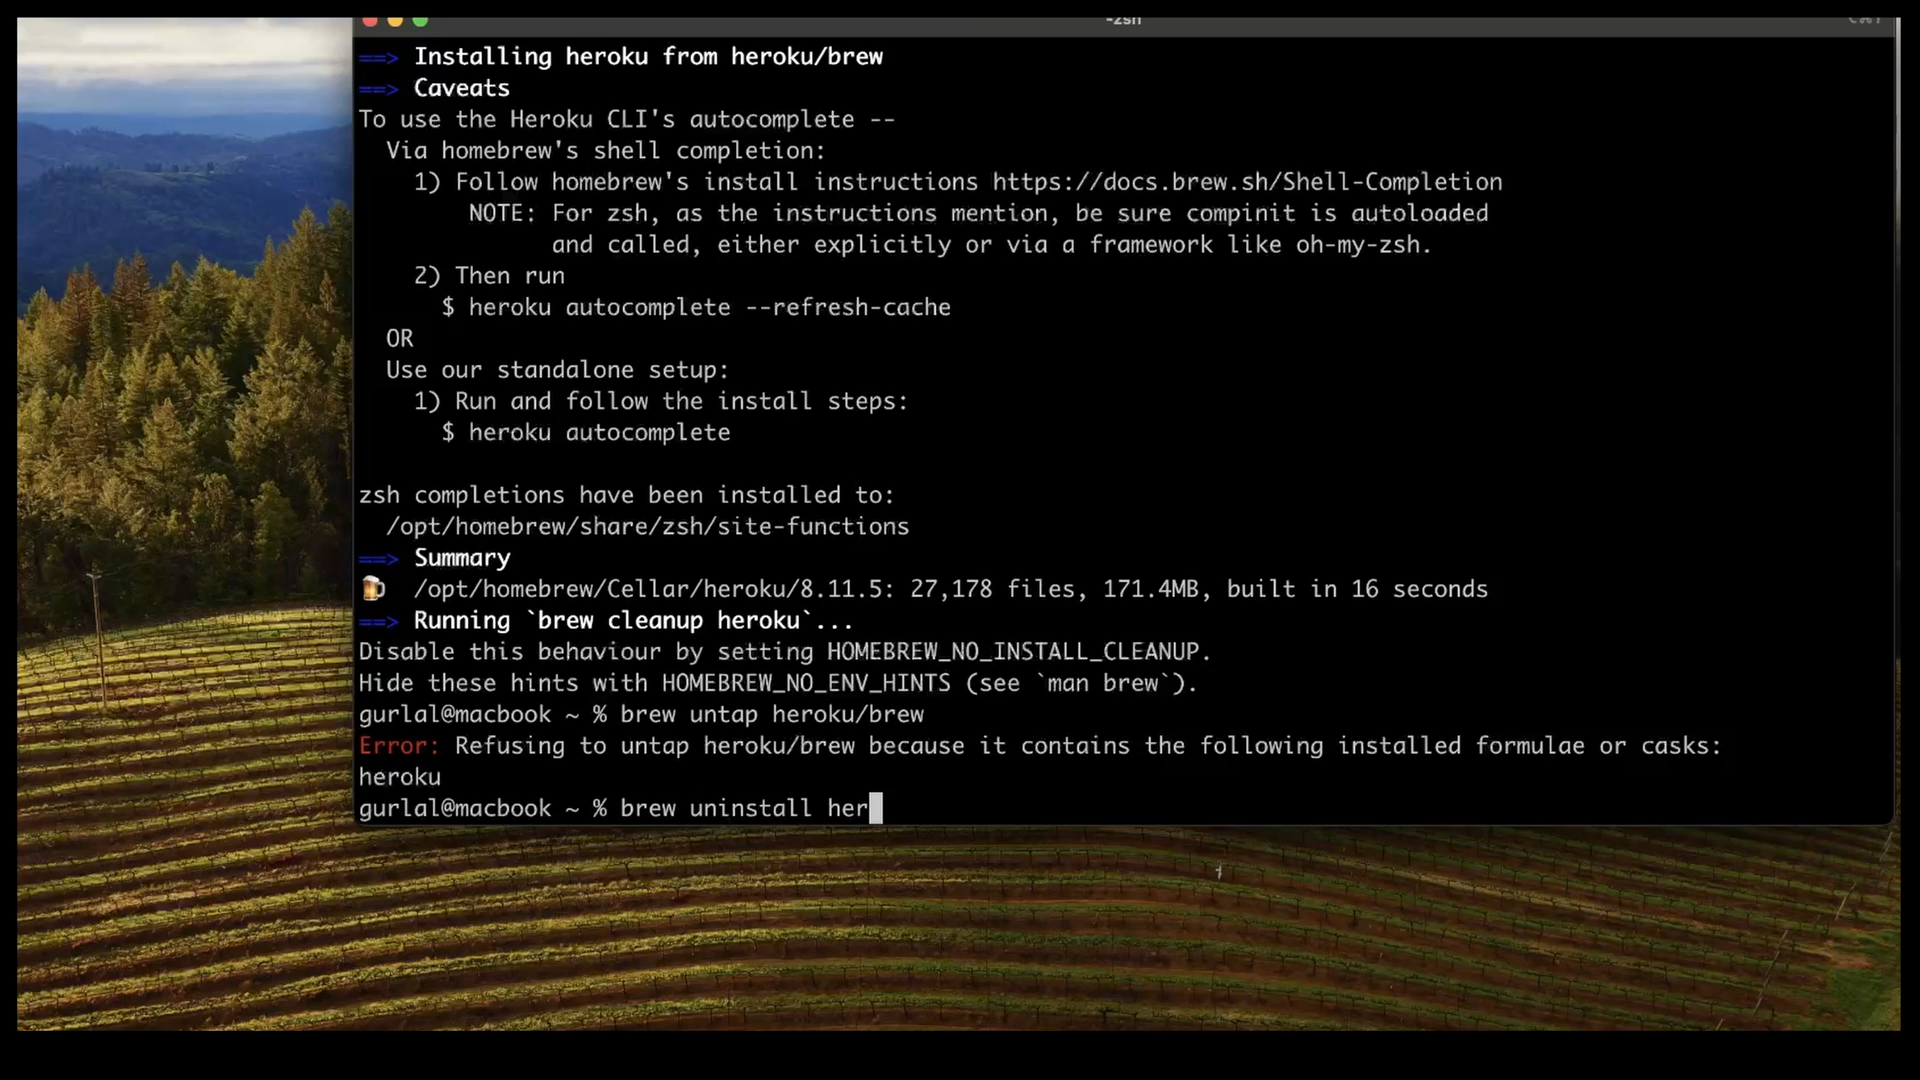 -zsh
==> Installing heroku from heroku/brew
==> Caveats
To use the Heroku CLI's autocomplete --
  Via homebrew's shell completion:
    1) Follow homebrew's install instructions https://docs.brew.sh/Shell-Completion
        NOTE: For zsh, as the instructions mention, be sure compinit is autoloaded
              and called, either explicitly or via a framework like oh-my-zsh.
    2) Then run
      $ heroku autocomplete --refresh-cache
  OR
  Use our standalone setup:
    1) Run and follow the install steps:
      $ heroku autocomplete
zsh completions have been installed to:
  /opt/homebrew/share/zsh/site-functions
==> Summary
🍺  /opt/homebrew/Cellar/heroku/8.11.5: 27,178 files, 171.4MB, built in 16 seconds
==> Running `brew cleanup heroku`...
Disable this behaviour by setting HOMEBREW_NO_INSTALL_CLEANUP.
Hide these hints with HOMEBREW_NO_ENV_HINTS (see `man brew`).
gurlal@macbook ~ % brew untap heroku/brew
Error: Refusing to untap heroku/brew because it contains the following installed formulae or casks:
heroku
gurlal@macbook ~ % brew uninstall her